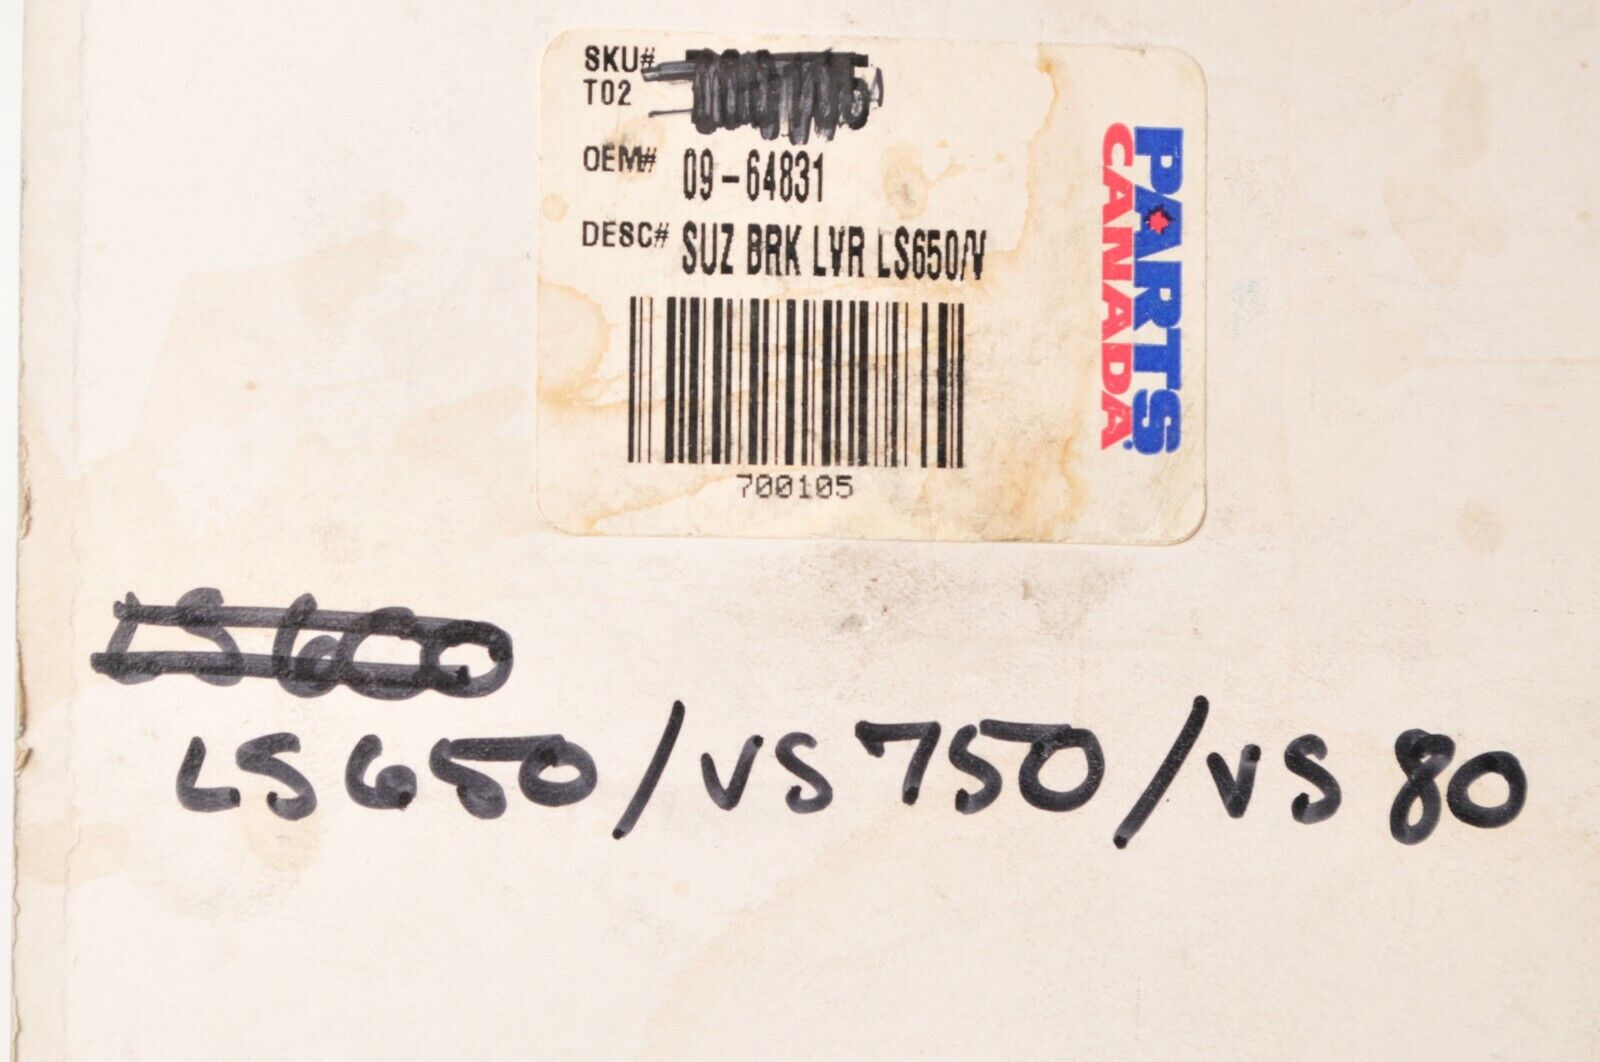 SKU#
T02
OEM# 09-64831
DESC# SUZ BRK LVR LS650/V
700105
PARTS
CANADA
LS600
LS650/VS750/VS80